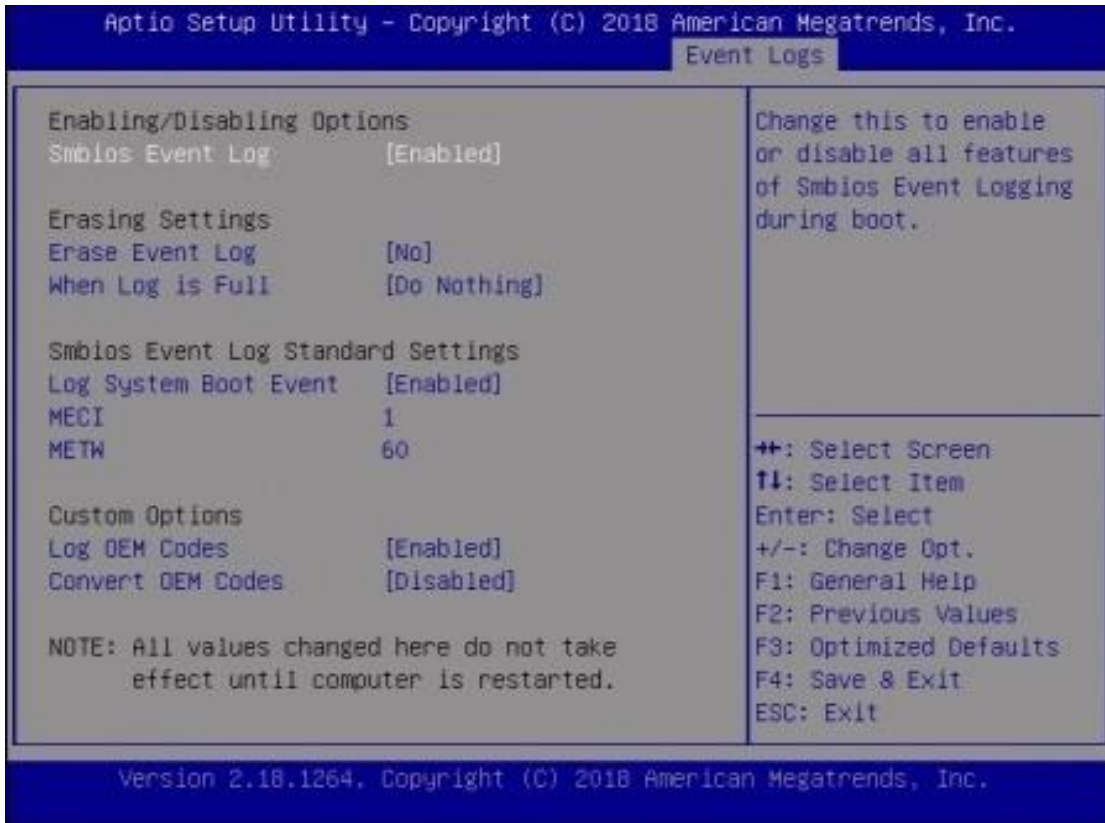 Aptio Setup Utility – Copyright (C) 2018 American Megatrends, Inc.
Event Logs
Enabling/Disabling Options
Smbios Event Log [Enabled]
Erasing Settings
Erase Event Log [No]
When Log is Full [Do Nothing]
Smbios Event Log Standard Settings
Log System Boot Event [Enabled]
MECI 1
METW 60
Custom Options
Log OEM Codes [Enabled]
Convert OEM Codes [Disabled]
NOTE: All values changed here do not take
effect until computer is restarted.
Change this to enable
or disable all features
of Smbios Event Logging
during boot.
→←: Select Screen
↑↓: Select Item
Enter: Select
+/-: Change Opt.
F1: General Help
F2: Previous Values
F3: Optimized Defaults
F4: Save & Exit
ESC: Exit
Version 2.18.1264. Copyright (C) 2018 American Megatrends, Inc.